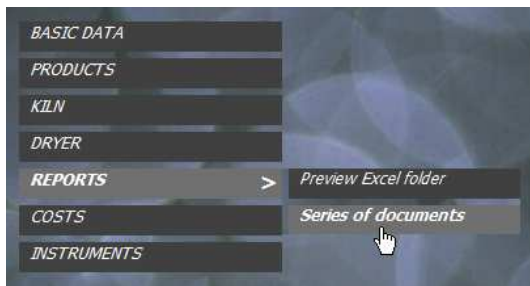 BASIC DATA
PRODUCTS
KILN
DRYER
REPORTS >
Preview Excel folder
COSTS
Series of documents
INSTRUMENTS